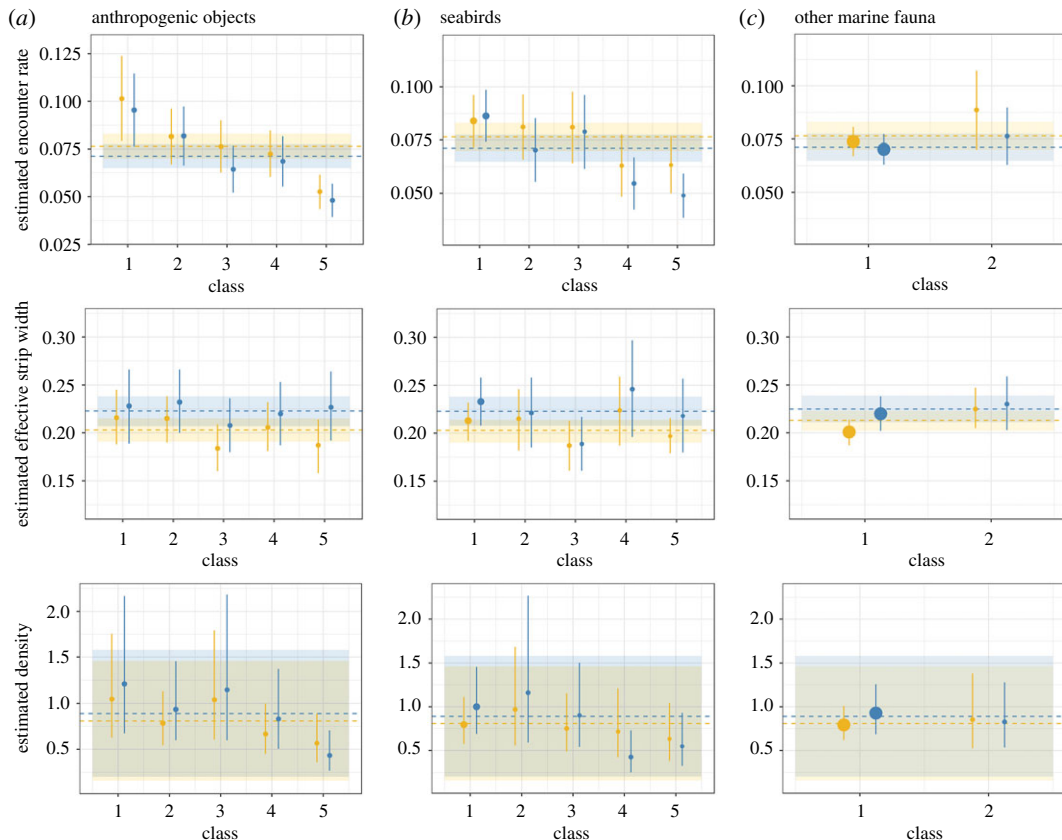 (a) anthropogenic objects (b) seabirds (c) other marine fauna
estimated encounter rate
0.125
0.100
0.075
0.050
0.025
1 2 3 4 5
class
0.100
0.075
0.050
1 2 3 4 5
class
0.100
0.075
0.050
1 2
class
estimated effective strip width
0.30
0.25
0.20
0.15
1 2 3 4 5
class
0.30
0.25
0.20
0.15
1 2 3 4 5
class
0.30
0.25
0.20
0.15
1 2
class
estimated density
2.0
1.5
1.0
0.5
1 2 3 4 5
class
2.0
1.5
1.0
0.5
1 2 3 4 5
class
2.0
1.5
1.0
0.5
1 2
class